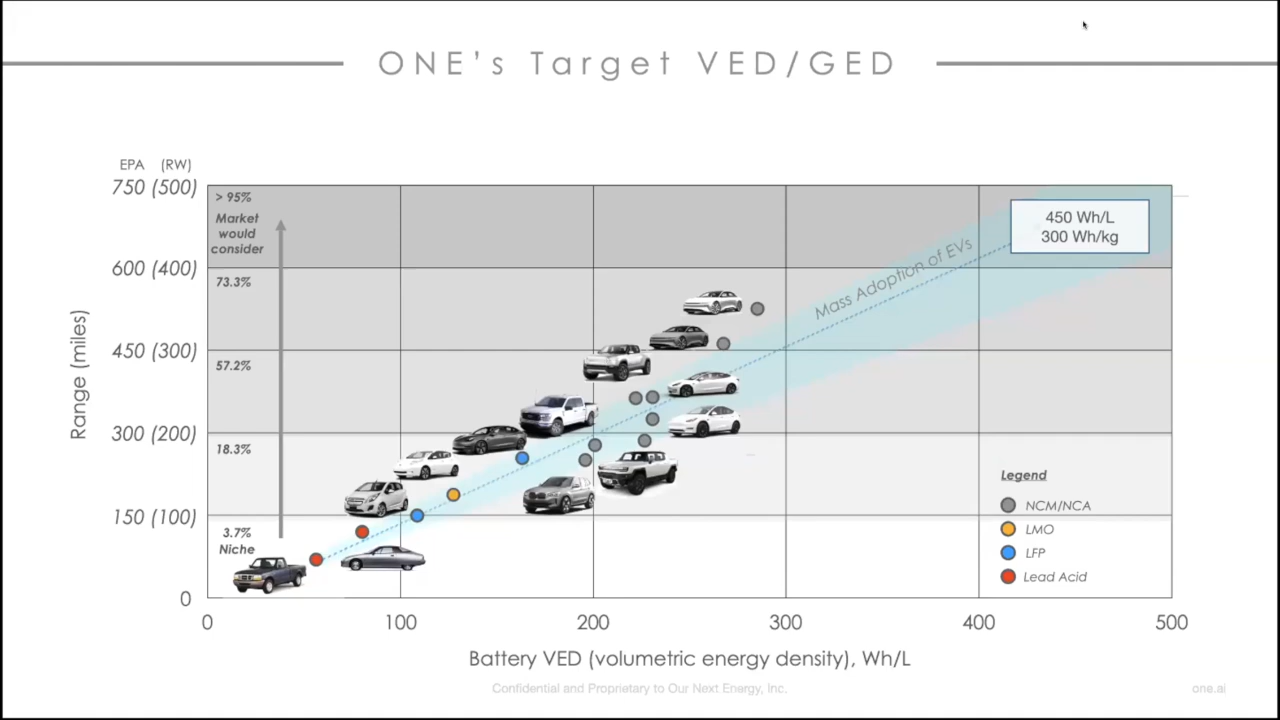 ONE's Target VED/GED
EPA (RW)
750 (500)
600 (400)
450 (300)
300 (200)
150 (100)
0
Range (miles)
> 95%
Market
would
consider
73.3%
57.2%
18.3%
3.7%
Niche
Mass Adoption of EVs
450 Wh/L
300 Wh/kg
Legend
NCM/NCA
LMO
LFP
Lead Acid
0 100 200 300 400 500
Battery VED (volumetric energy density), Wh/L
Confidential and Proprietary to Our Next Energy, Inc.
one.ai